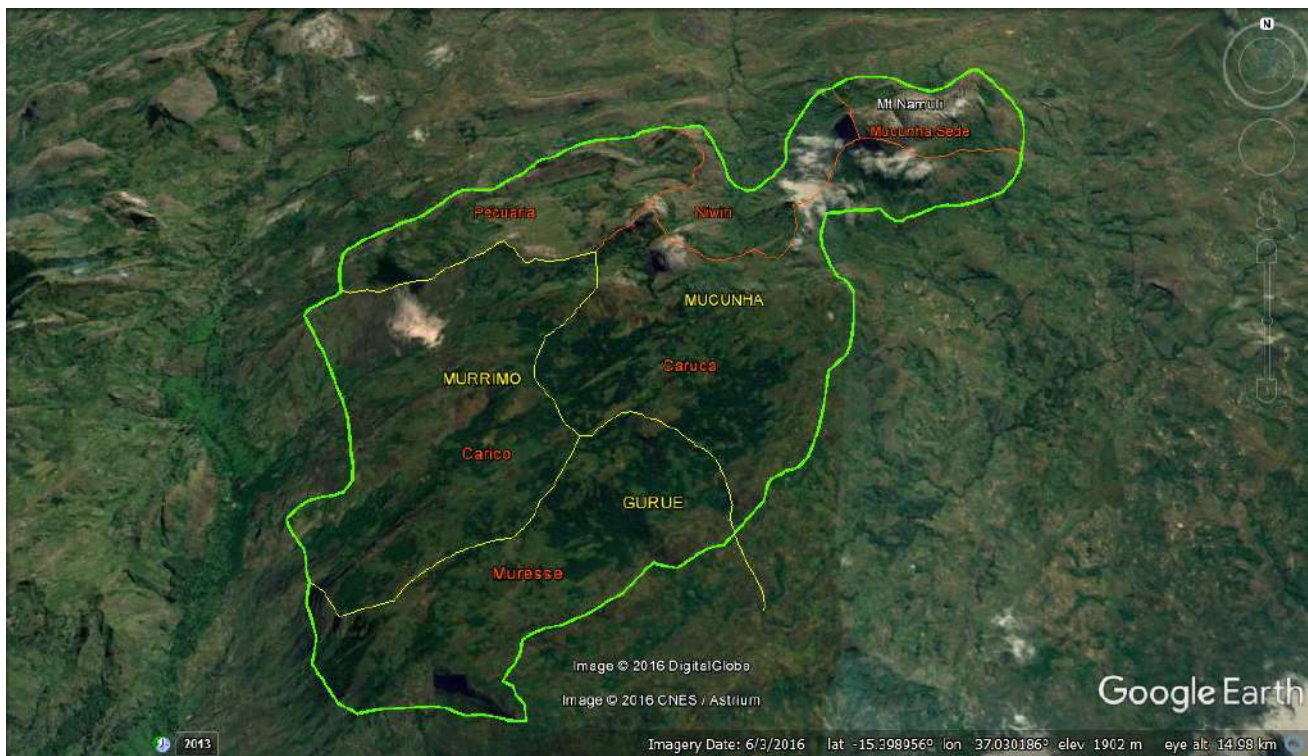 N
Mt Namuli
Mucunha Sede
Pecuaria
Niwiri
MUCUNHA
Caruca
MURRIMO
Carico
GURUE
Muresse
Image © 2016 DigitalGlobe
Image © 2016 CNES / Astrium
Google Earth
2013
Imagery Date: 6/3/2016 lat -15.398956° lon 37.030186° elev 1902 m eye alt 14.98 km